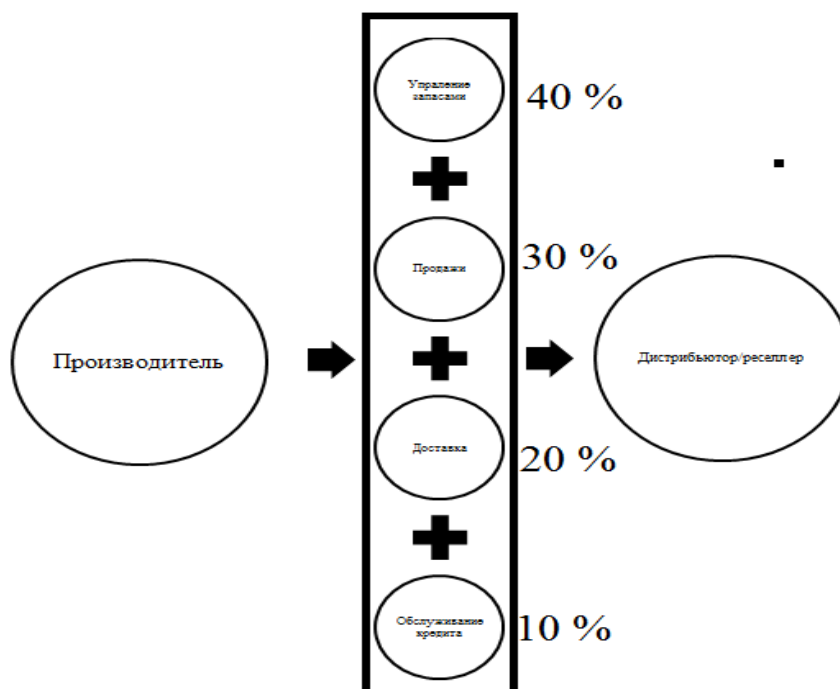 Упраление
запасами
40 %
Продажи
30 %
Производитель
Дистрибьютор/реселлер
Доставка
20 %
Обслуживание
кредита
10 %